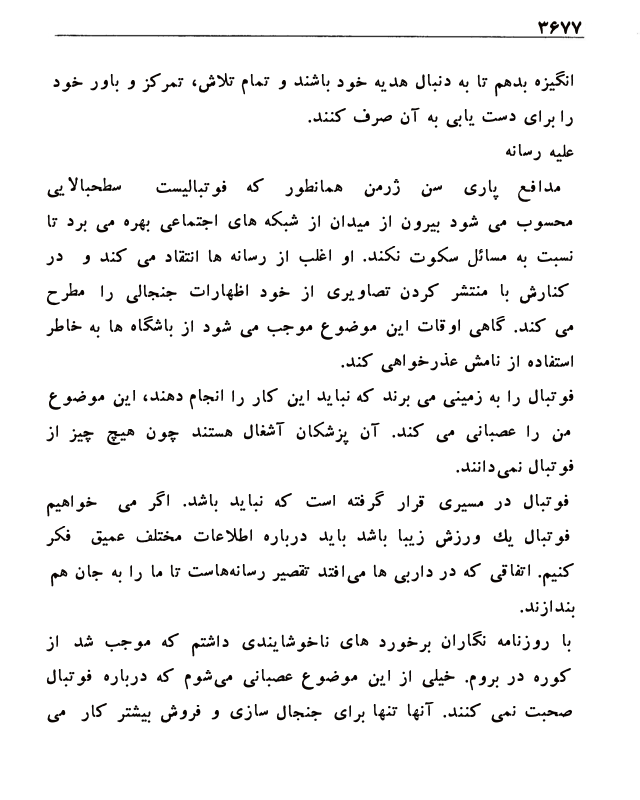 ۳۶۷۷
انگیزه بدهم تا به دنبال هدیه خود باشند و تمام تلاش، تمرکز و باور خود
را برای دست یابی به آن صرف کنند.
علیه رسانه
مدافع پاری سن ژرمن همانطور که فوتبالیست سطحبالایی
محسوب می شود بیرون از میدان از شبکه های اجتماعی بهره می برد تا
نسبت به مسائل سکوت نکند. او اغلب از رسانه ها انتقاد می کند و در
کنارش با منتشر کردن تصاویری از خود اظهارات جنجالی را مطرح
می کند. گاهی اوقات این موضوع موجب می شود از باشگاه ها به خاطر
استفاده از نامش عذرخواهی کند.
فوتبال را به زمینی می برند که نباید این کار را انجام دهند، این موضوع
من را عصبانی می کند. آن پزشکان آشغال هستند چون هیچ چیز از
فوتبال نمی‌دانند.
فوتبال در مسیری قرار گرفته است که نباید باشد. اگر می خواهیم
فوتبال یك ورزش زیبا باشد باید درباره اطلاعات مختلف عمیق فکر
کنیم. اتفاقی که در داربی ها می‌افتد تقصیر رسانه‌هاست تا ما را به جان هم
بندازند.
با روزنامه نگاران برخورد های ناخوشایندی داشتم که موجب شد از
کوره در بروم. خیلی از این موضوع عصبانی می‌شوم که درباره فوتبال
صحبت نمی کنند. آنها تنها برای جنجال سازی و فروش بیشتر کار می